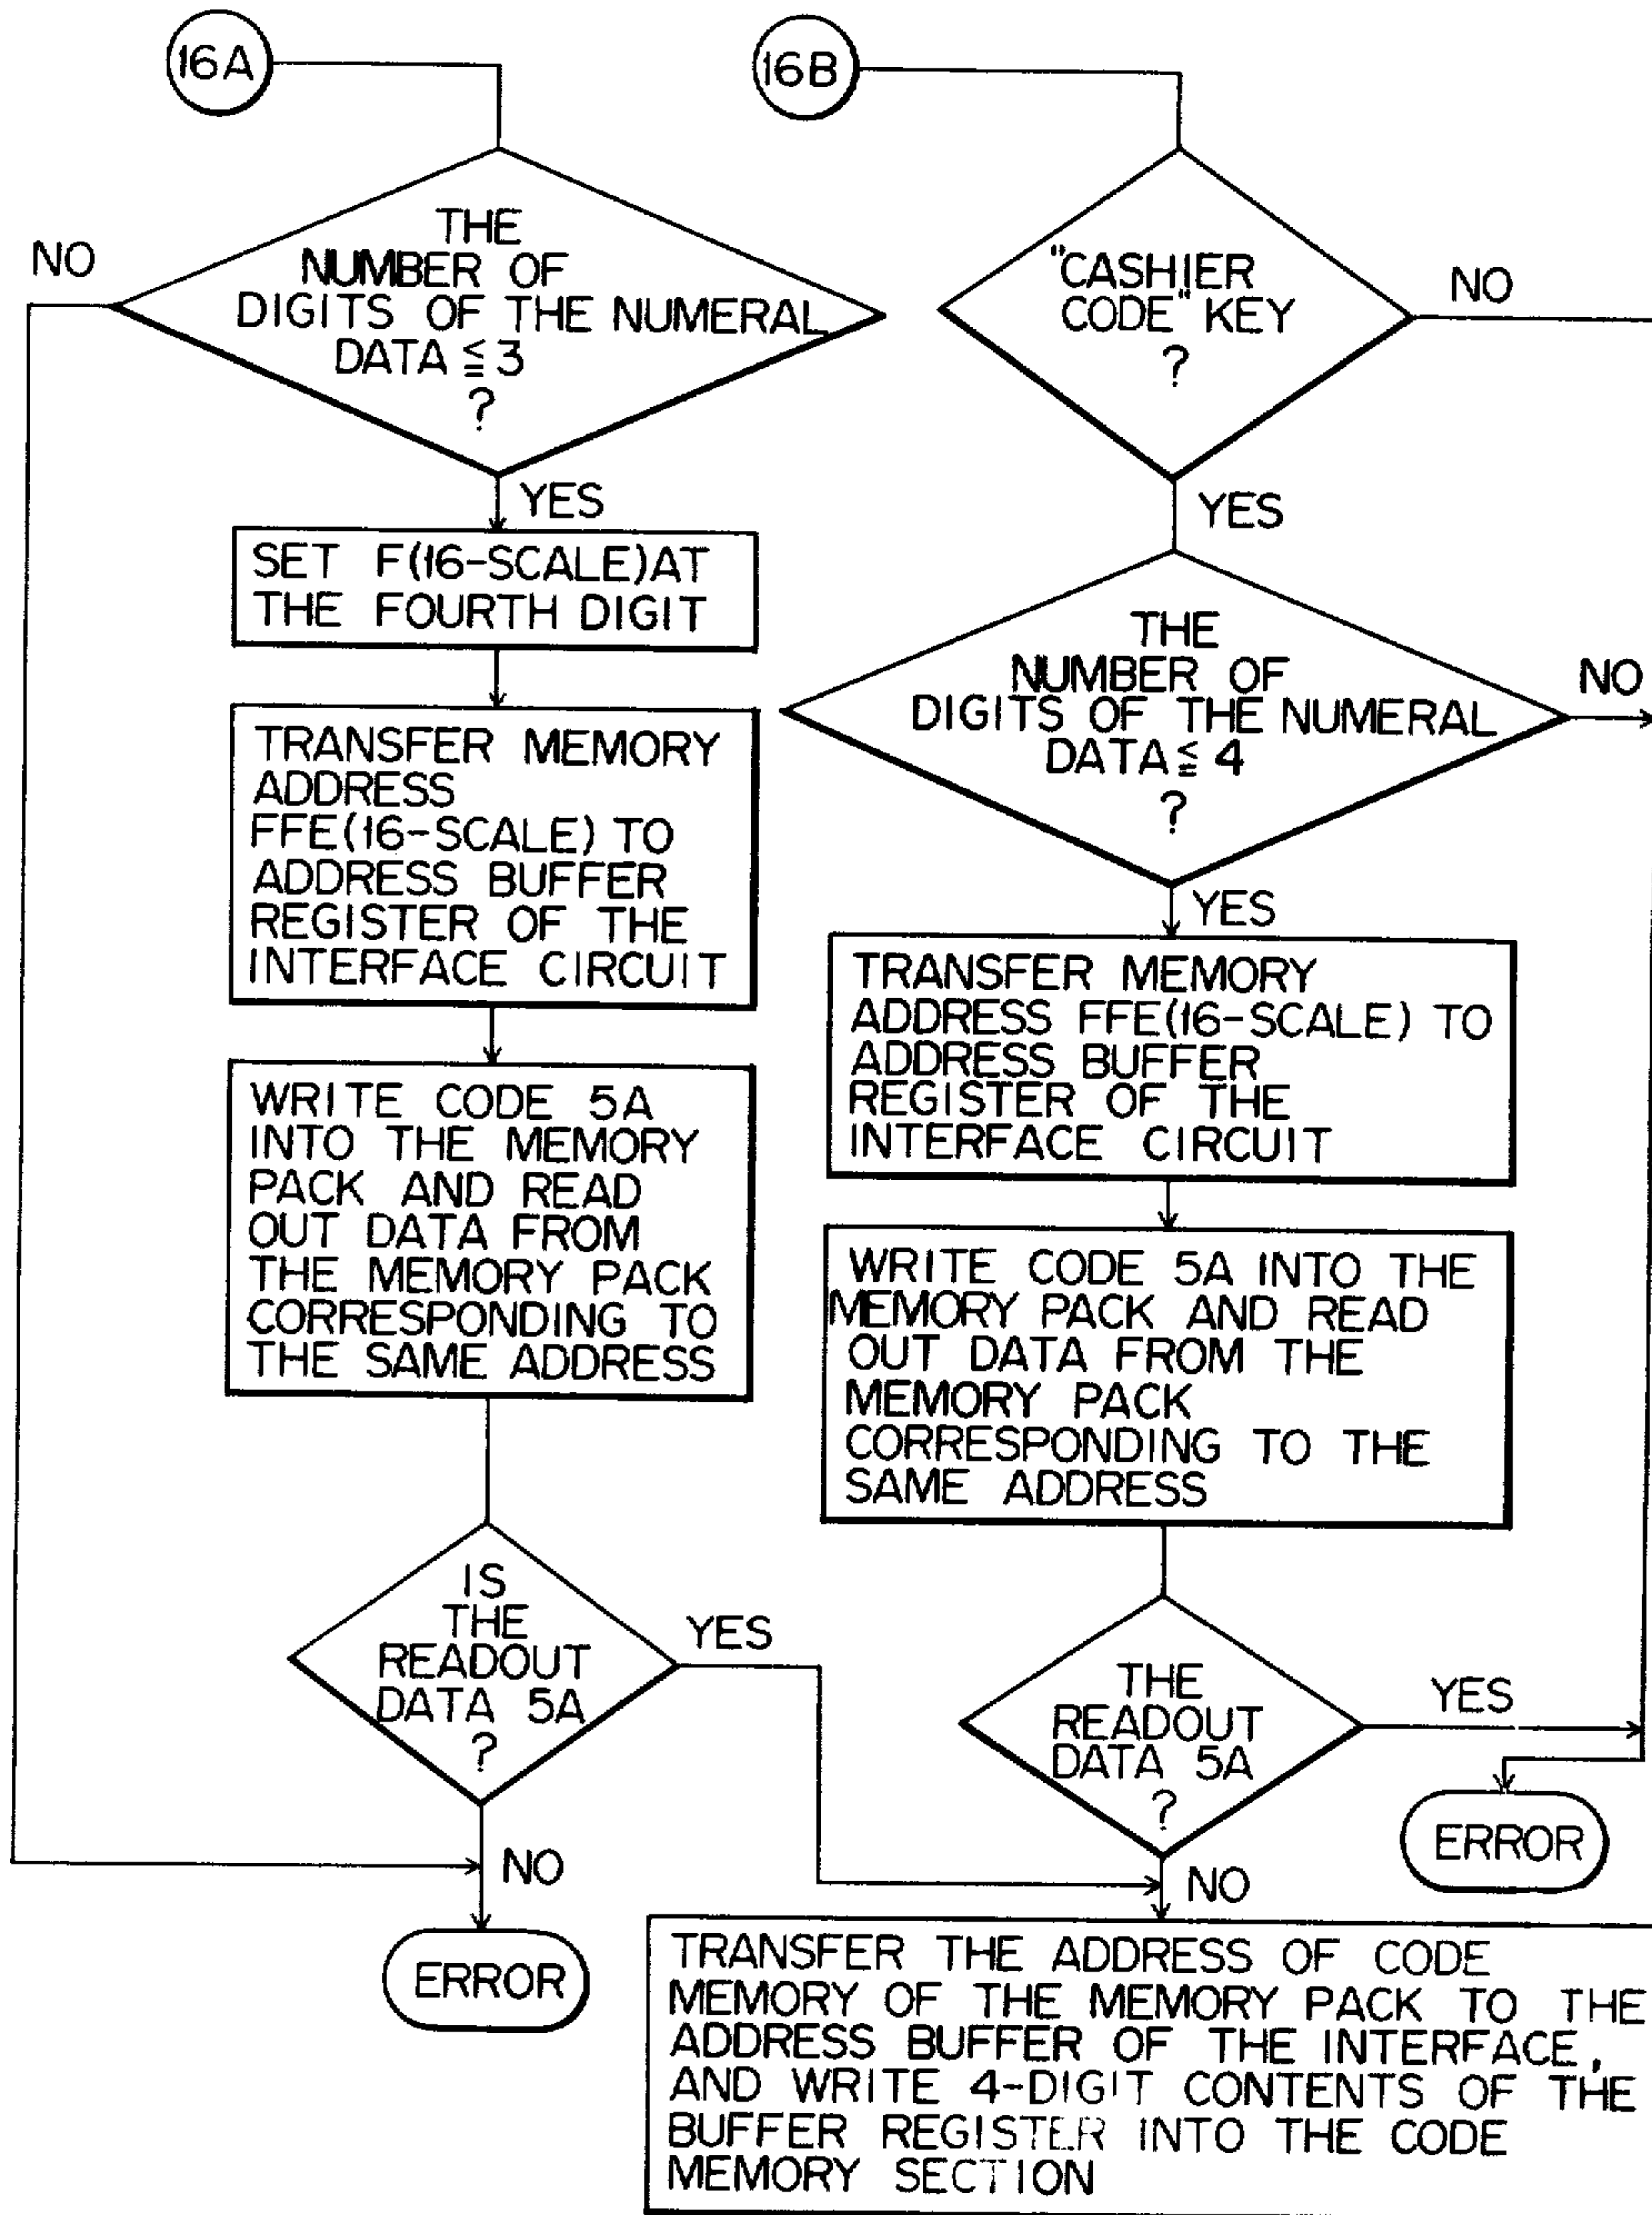 16A
THE
NUMBER OF
DIGITS OF THE NUMERAL
DATA ≦ 3
?
NO
YES
SET F(16-SCALE)AT
THE FOURTH DIGIT
TRANSFER MEMORY
ADDRESS
FFE(16-SCALE) TO
ADDRESS BUFFER
REGISTER OF THE
INTERFACE CIRCUIT
WRITE CODE 5A
INTO THE MEMORY
PACK AND READ
OUT DATA FROM
THE MEMORY PACK
CORRESPONDING TO
THE SAME ADDRESS
IS
THE
READOUT
DATA 5A
?
YES
NO
ERROR
16B
"CASHIER
CODE" KEY
?
NO
YES
THE
NUMBER OF
DIGITS OF THE NUMERAL
DATA ≦ 4
?
NO
YES
TRANSFER MEMORY
ADDRESS FFE(16-SCALE) TO
ADDRESS BUFFER
REGISTER OF THE
INTERFACE CIRCUIT
WRITE CODE 5A INTO THE
MEMORY PACK AND READ
OUT DATA FROM THE
MEMORY PACK
CORRESPONDING TO THE
SAME ADDRESS
THE
READOUT
DATA 5A
?
YES
ERROR
NO
TRANSFER THE ADDRESS OF CODE
MEMORY OF THE MEMORY PACK TO THE
ADDRESS BUFFER OF THE INTERFACE,
AND WRITE 4-DIGIT CONTENTS OF THE
BUFFER REGISTER INTO THE CODE
MEMORY SECTION